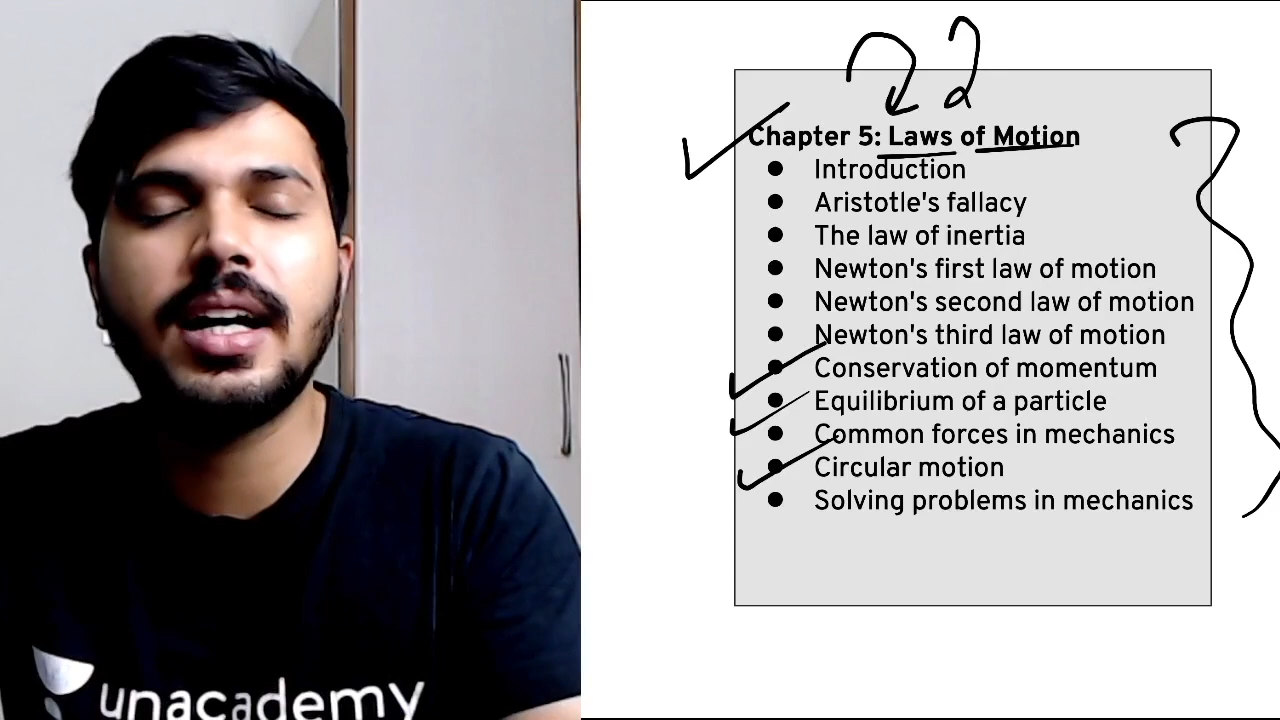 2
Chapter 5: Laws of Motion
● Introduction
● Aristotle's fallacy
● The law of inertia
● Newton's first law of motion
● Newton's second law of motion
● Newton's third law of motion
● Conservation of momentum
● Equilibrium of a particle
● Common forces in mechanics
● Circular motion
● Solving problems in mechanics
unacademy